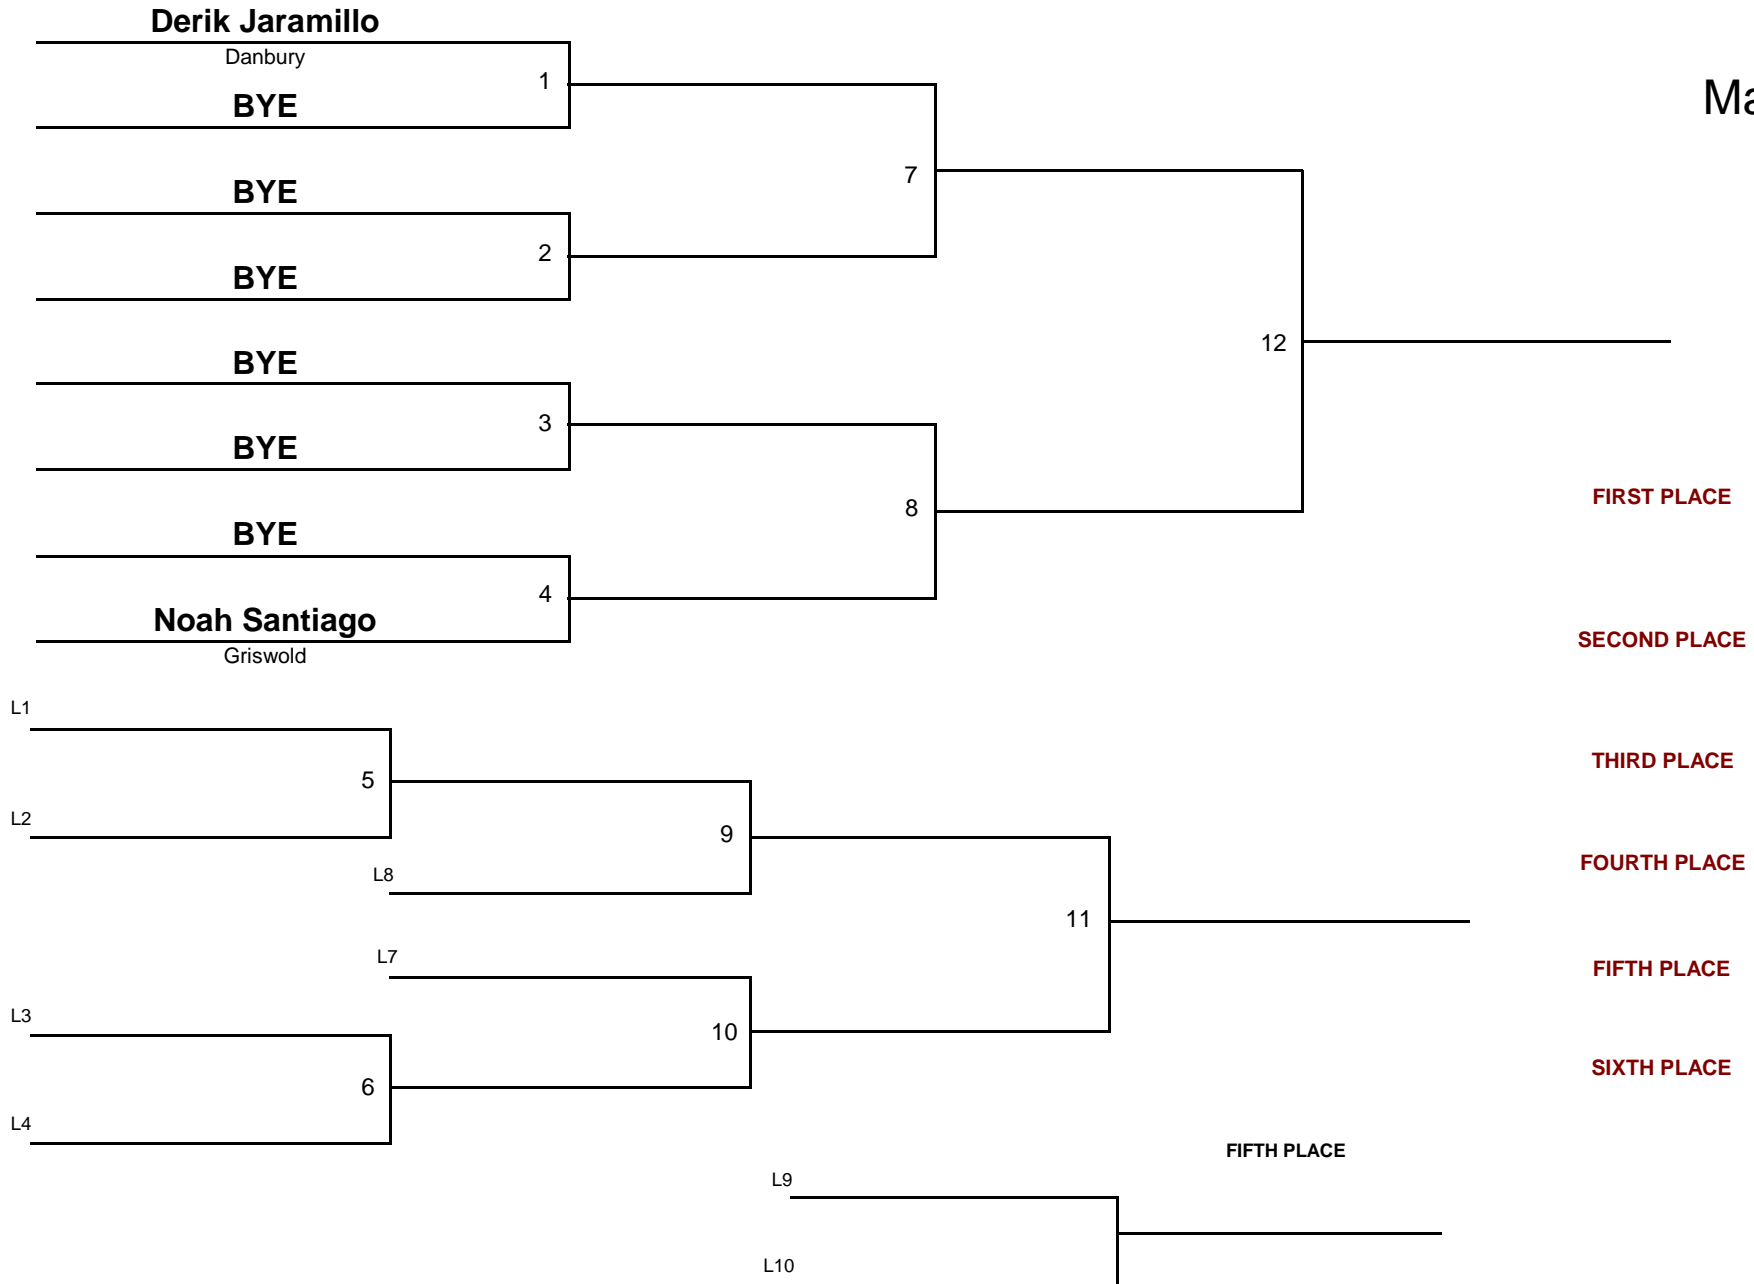 Derik Jaramillo
Danbury
1
BYE
Ma
BYE
7
2
BYE
12
BYE
3
BYE
FIRST PLACE
8
BYE
4
Noah Santiago
Griswold
SECOND PLACE
L1
THIRD PLACE
5
L2
9
FOURTH PLACE
L8
11
L7
FIFTH PLACE
L3
10
SIXTH PLACE
6
L4
FIFTH PLACE
L9
L10